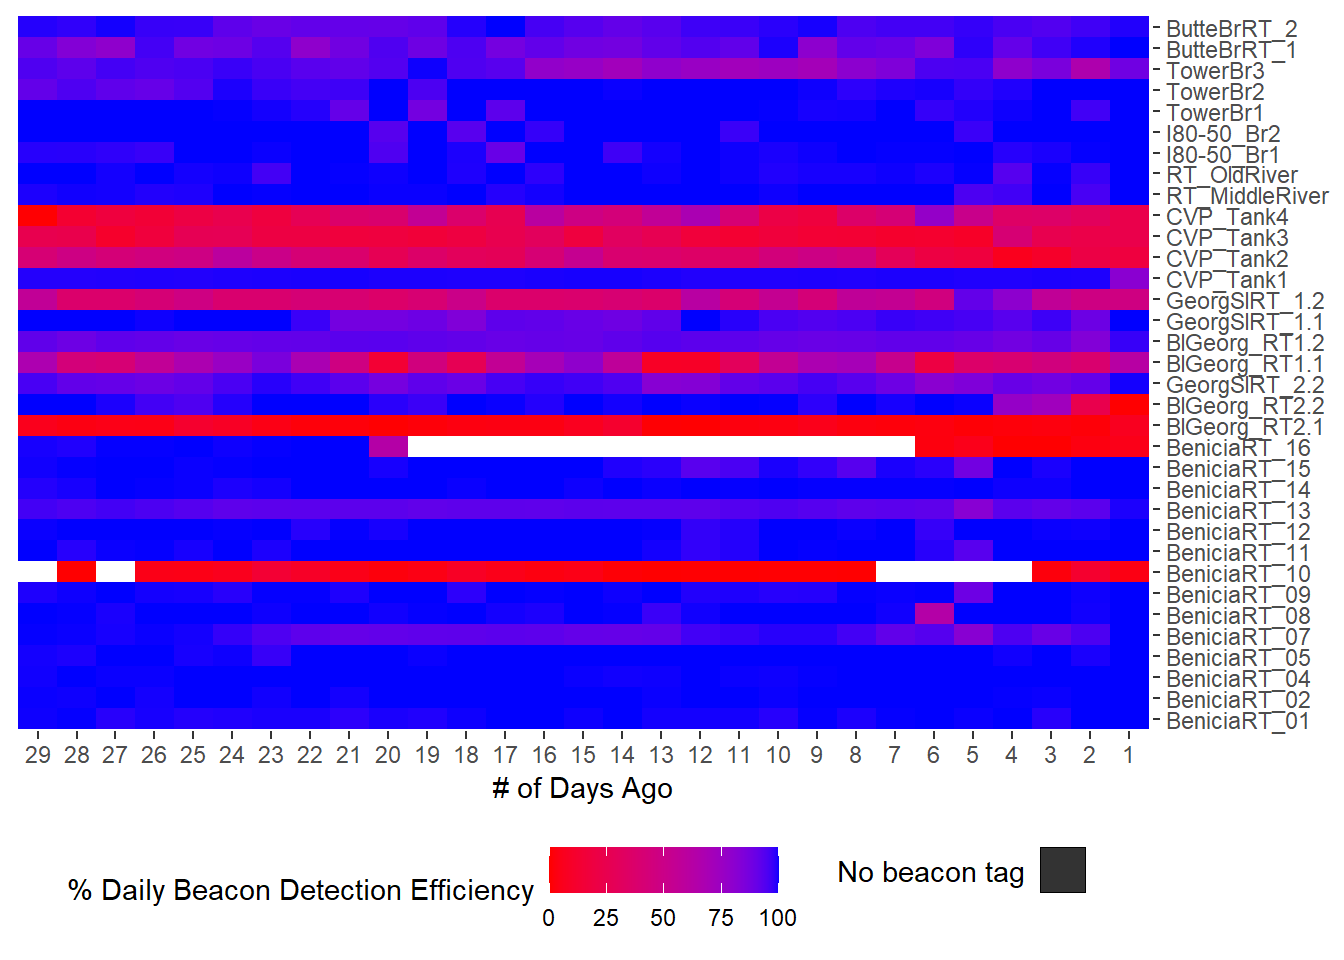 ButteBrRT_2
ButteBrRT_1
TowerBr3
TowerBr2
TowerBr1
I80-50_Br2
I80-50_Br1
RT_OldRiver
RT_MiddleRiver
CVP_Tank4
CVP_Tank3
CVP_Tank2
CVP_Tank1
GeorgSlRT_1.2
GeorgSlRT_1.1
BlGeorg_RT1.2
BlGeorg_RT1.1
GeorgSlRT_2.2
BlGeorg_RT2.2
BlGeorg_RT2.1
BeniciaRT_16
BeniciaRT_15
BeniciaRT_14
BeniciaRT_13
BeniciaRT_12
BeniciaRT_11
BeniciaRT_10
BeniciaRT_09
BeniciaRT_08
BeniciaRT_07
BeniciaRT_05
BeniciaRT_04
BeniciaRT_02
BeniciaRT_01
29 28 27 26 25 24 23 22 21 20 19 18 17 16 15 14 13 12 11 10 9 8 7 6 5 4 3 2 1
# of Days Ago
% Daily Beacon Detection Efficiency
0 25 50 75 100
No beacon tag